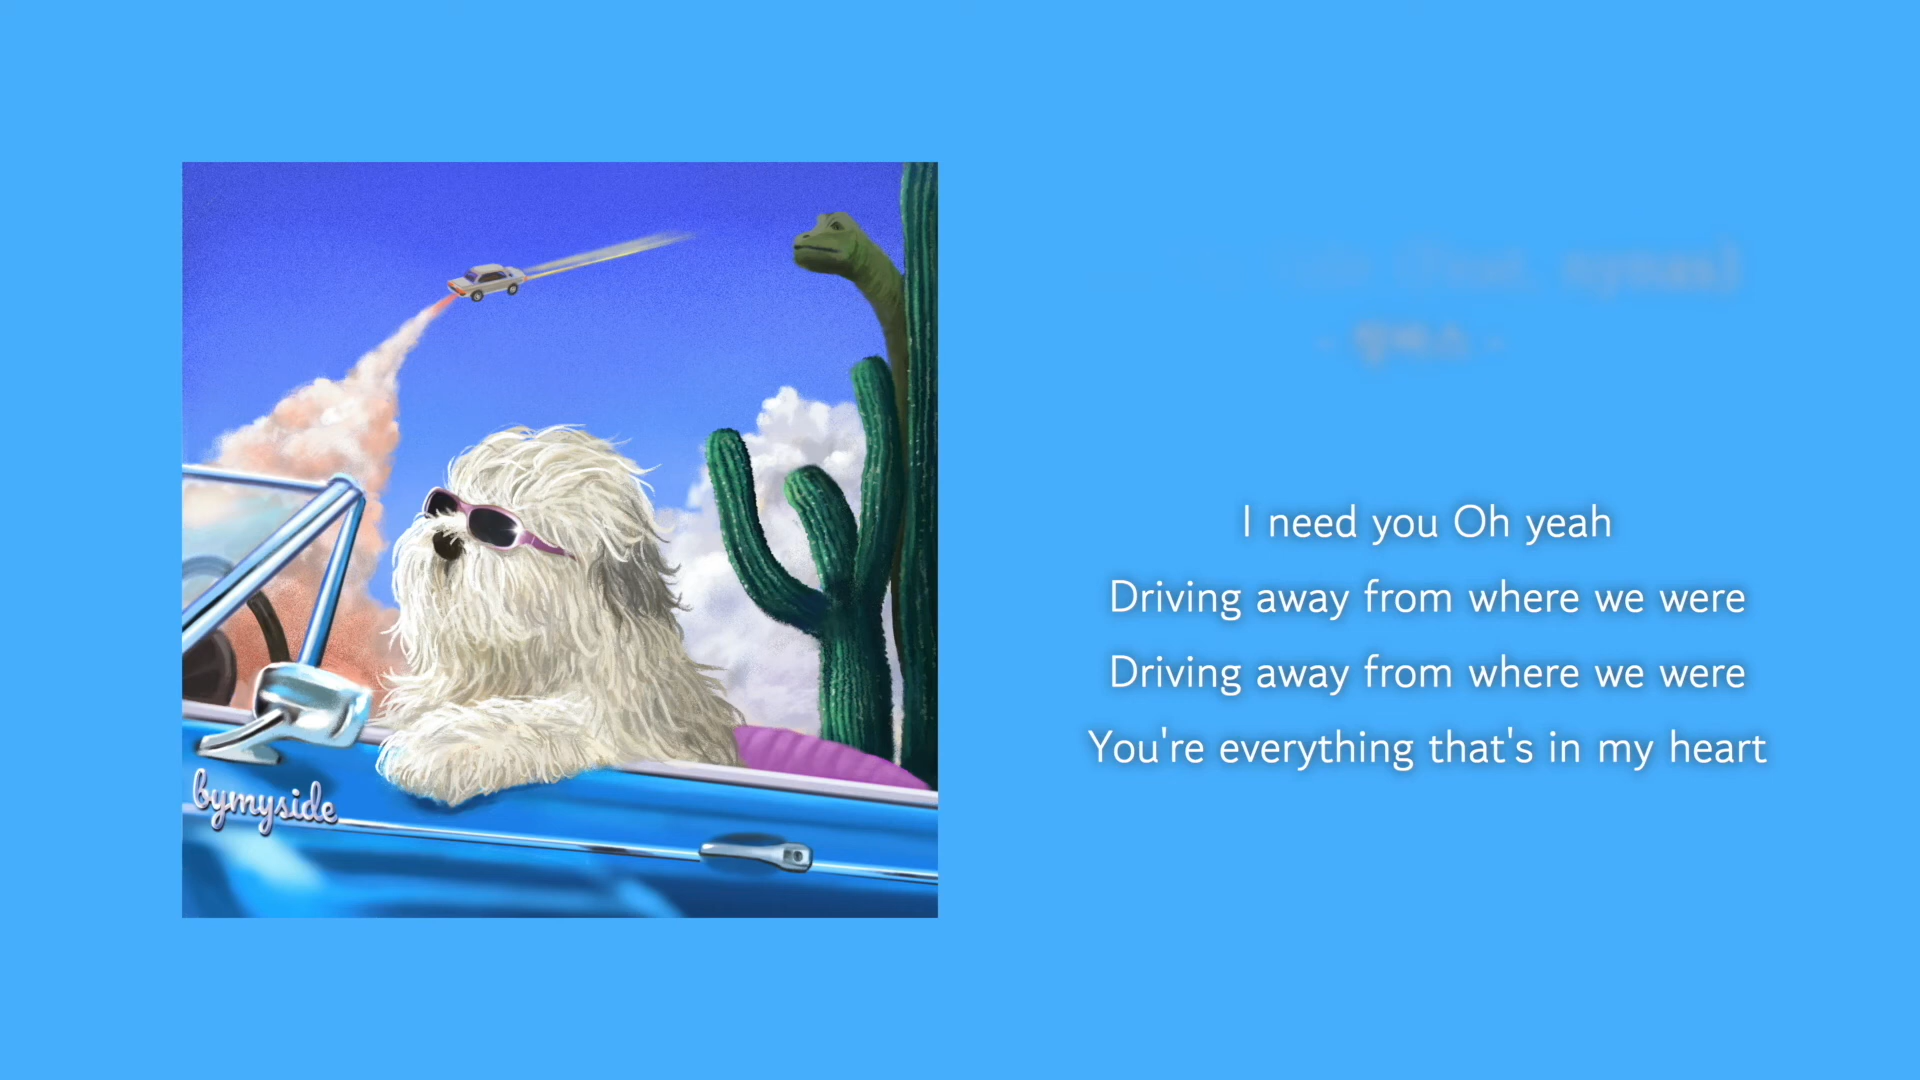 bymyside
I need you Oh yeah
Driving away from where we were
Driving away from where we were
You're everything that's in my heart